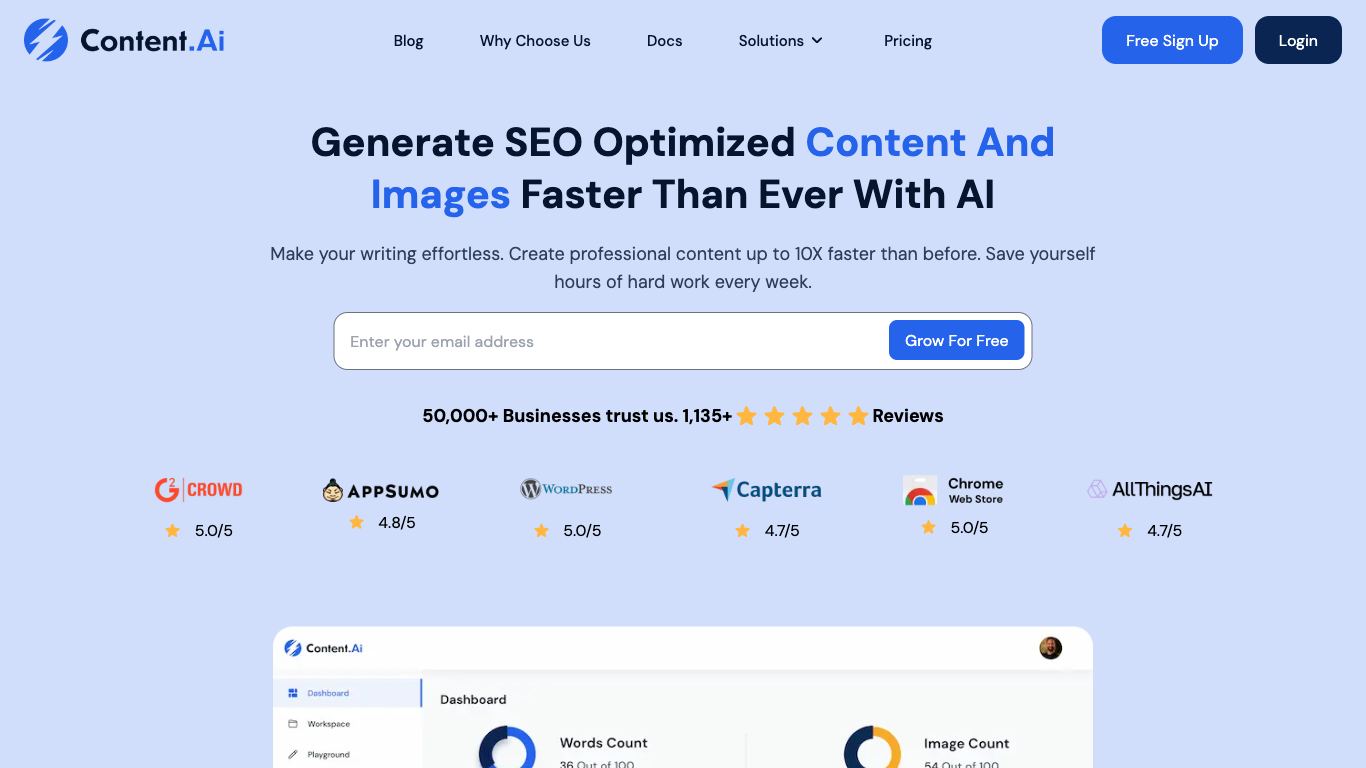 Content.Ai
Blog
Why Choose Us
Docs
Solutions
Pricing
Free Sign Up
Login
Generate SEO Optimized Content And
Images Faster Than Ever With AI
Make your writing effortless. Create professional content up to 10X faster than before. Save yourself
hours of hard work every week.
Enter your email address
Grow For Free
50,000+ Businesses trust us. 1,135+ Reviews
G2 CROWD
APPSUMO
WORDPRESS
Capterra
Chrome
Web Store
AllThingsAI
5.0/5
4.8/5
5.0/5
4.7/5
5.0/5
4.7/5
Content.Ai
Dashboard
Workspace
Playground
Dashboard
Words Count
36 Out of 100
Image Count
54 Out of 100